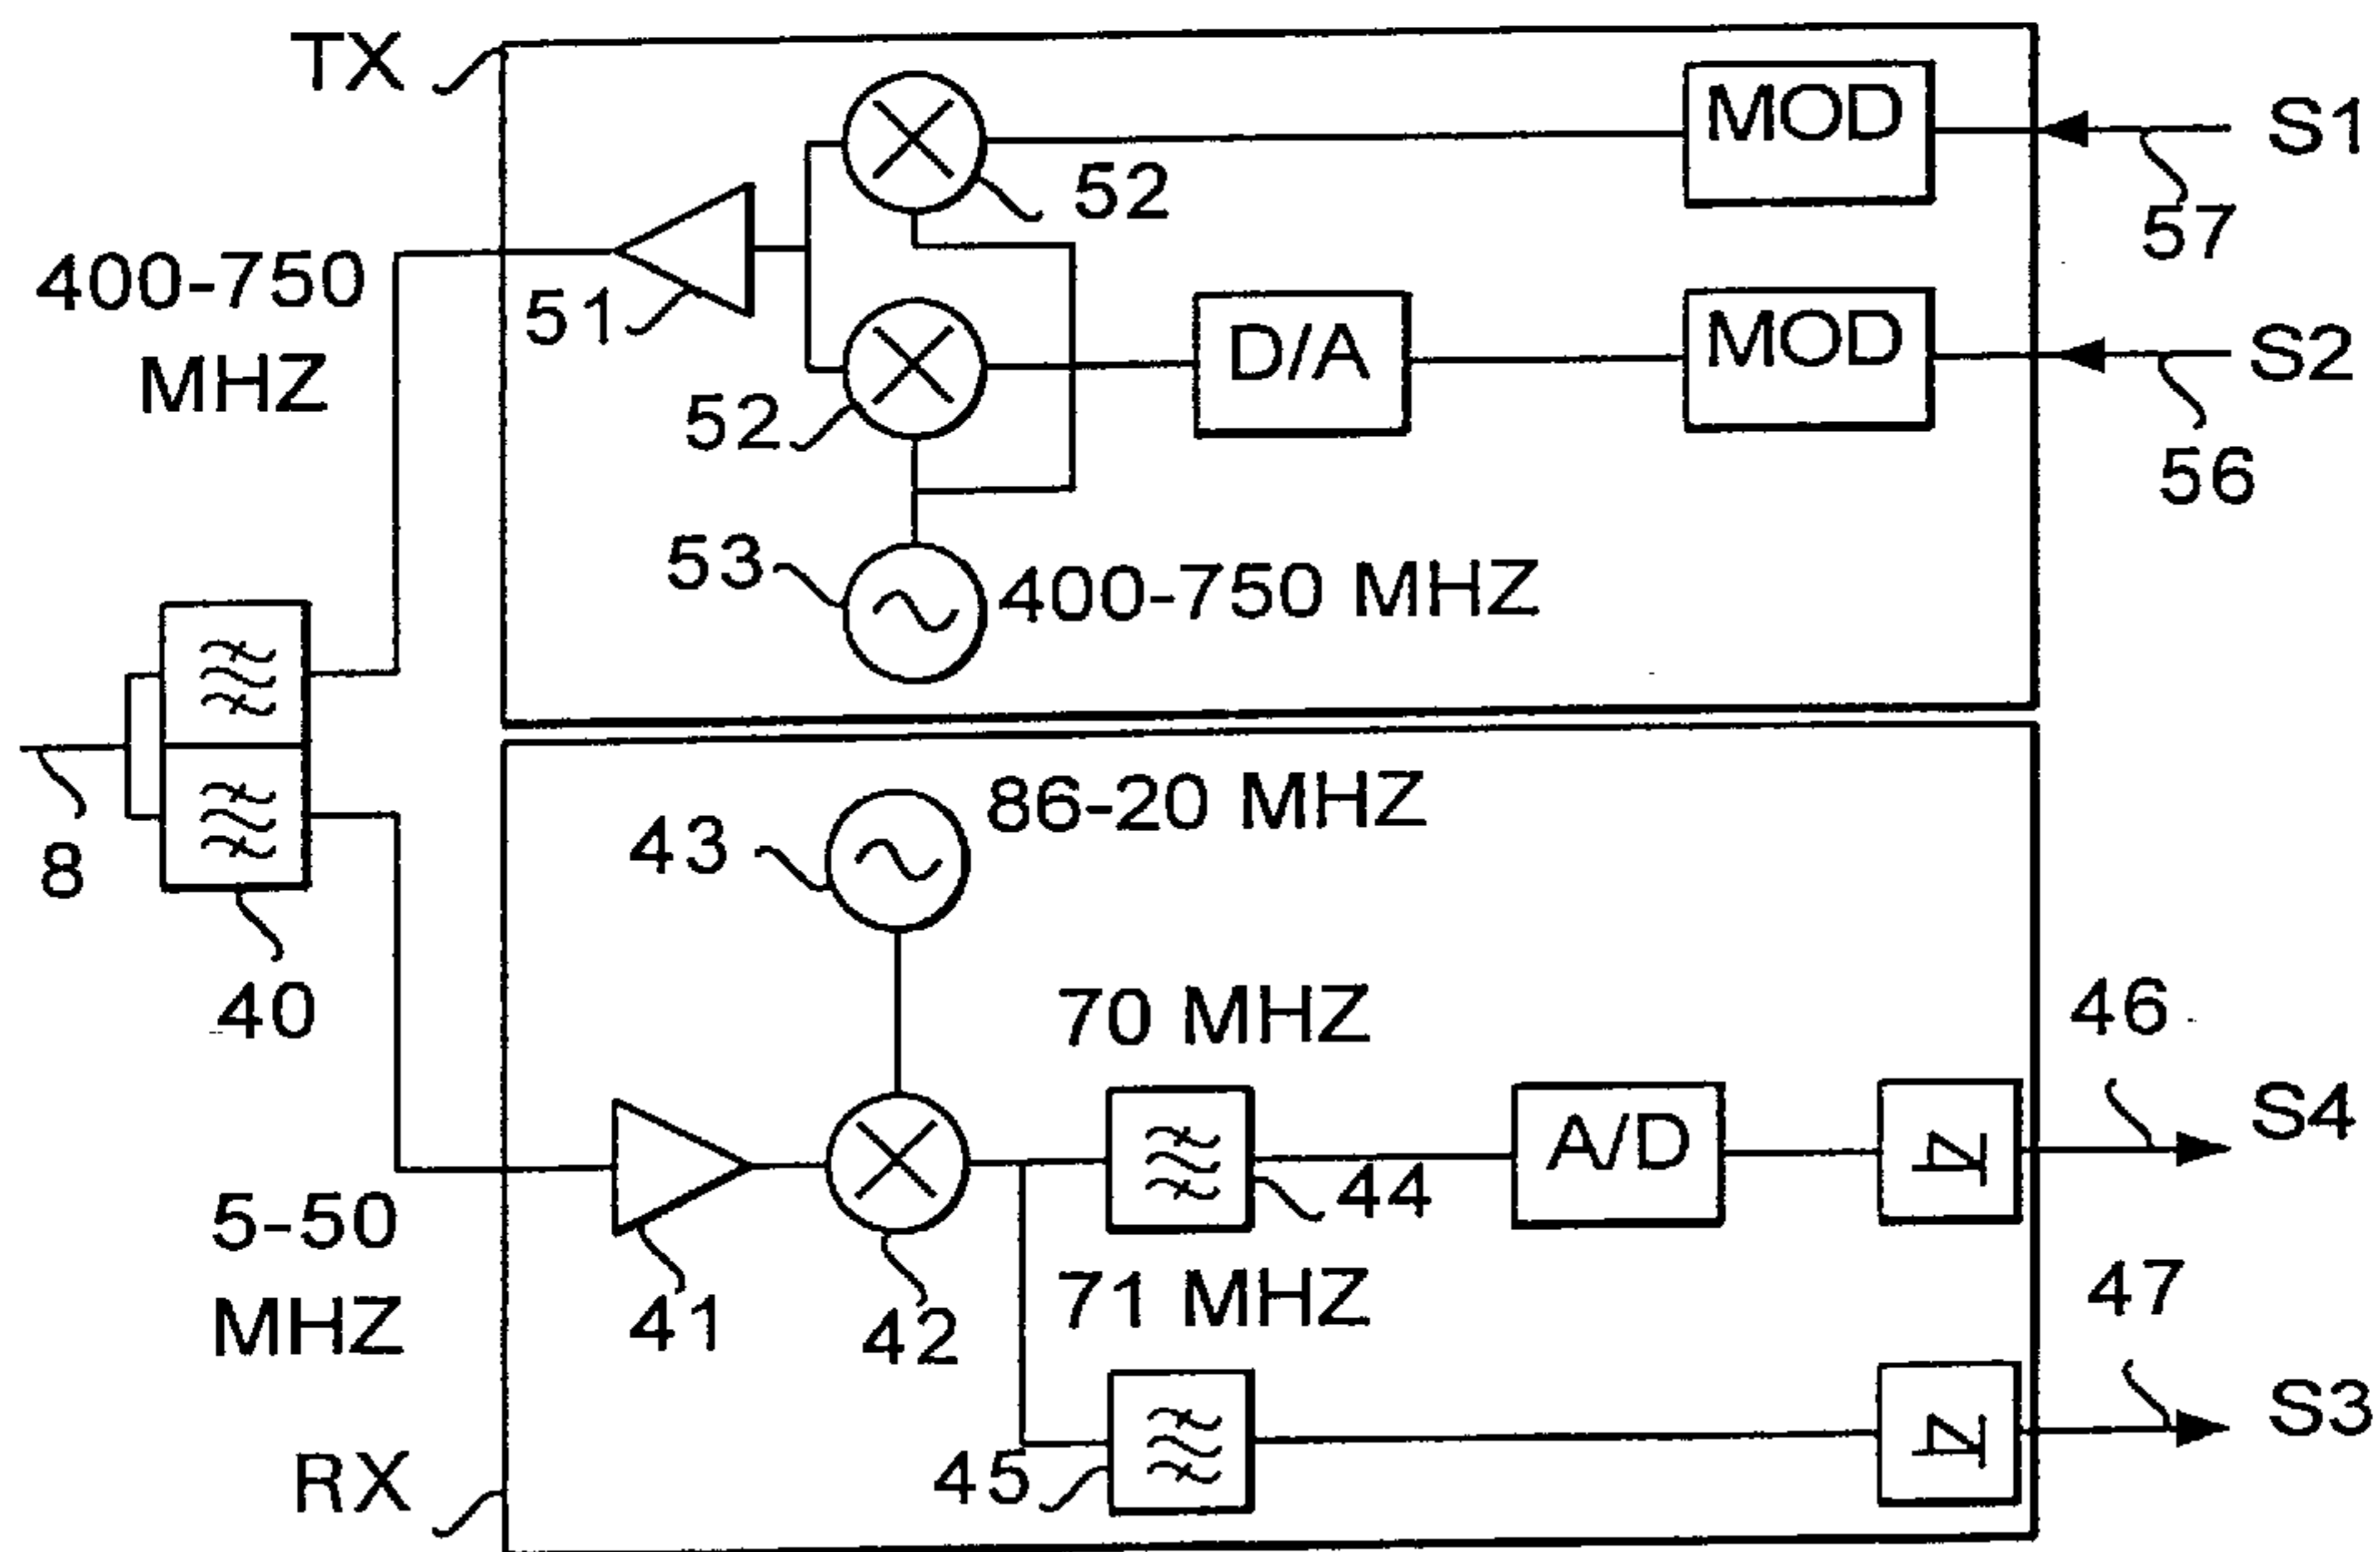 TX
MOD
S1
52
57
400-750
MHZ
51
D/A
MOD
S2
52
56
53
400-750 MHZ
8
40
43
86-20 MHZ
70 MHZ
46
A/D
S4
44
5-50
MHZ
41
42
71 MHZ
47
S3
45
RX